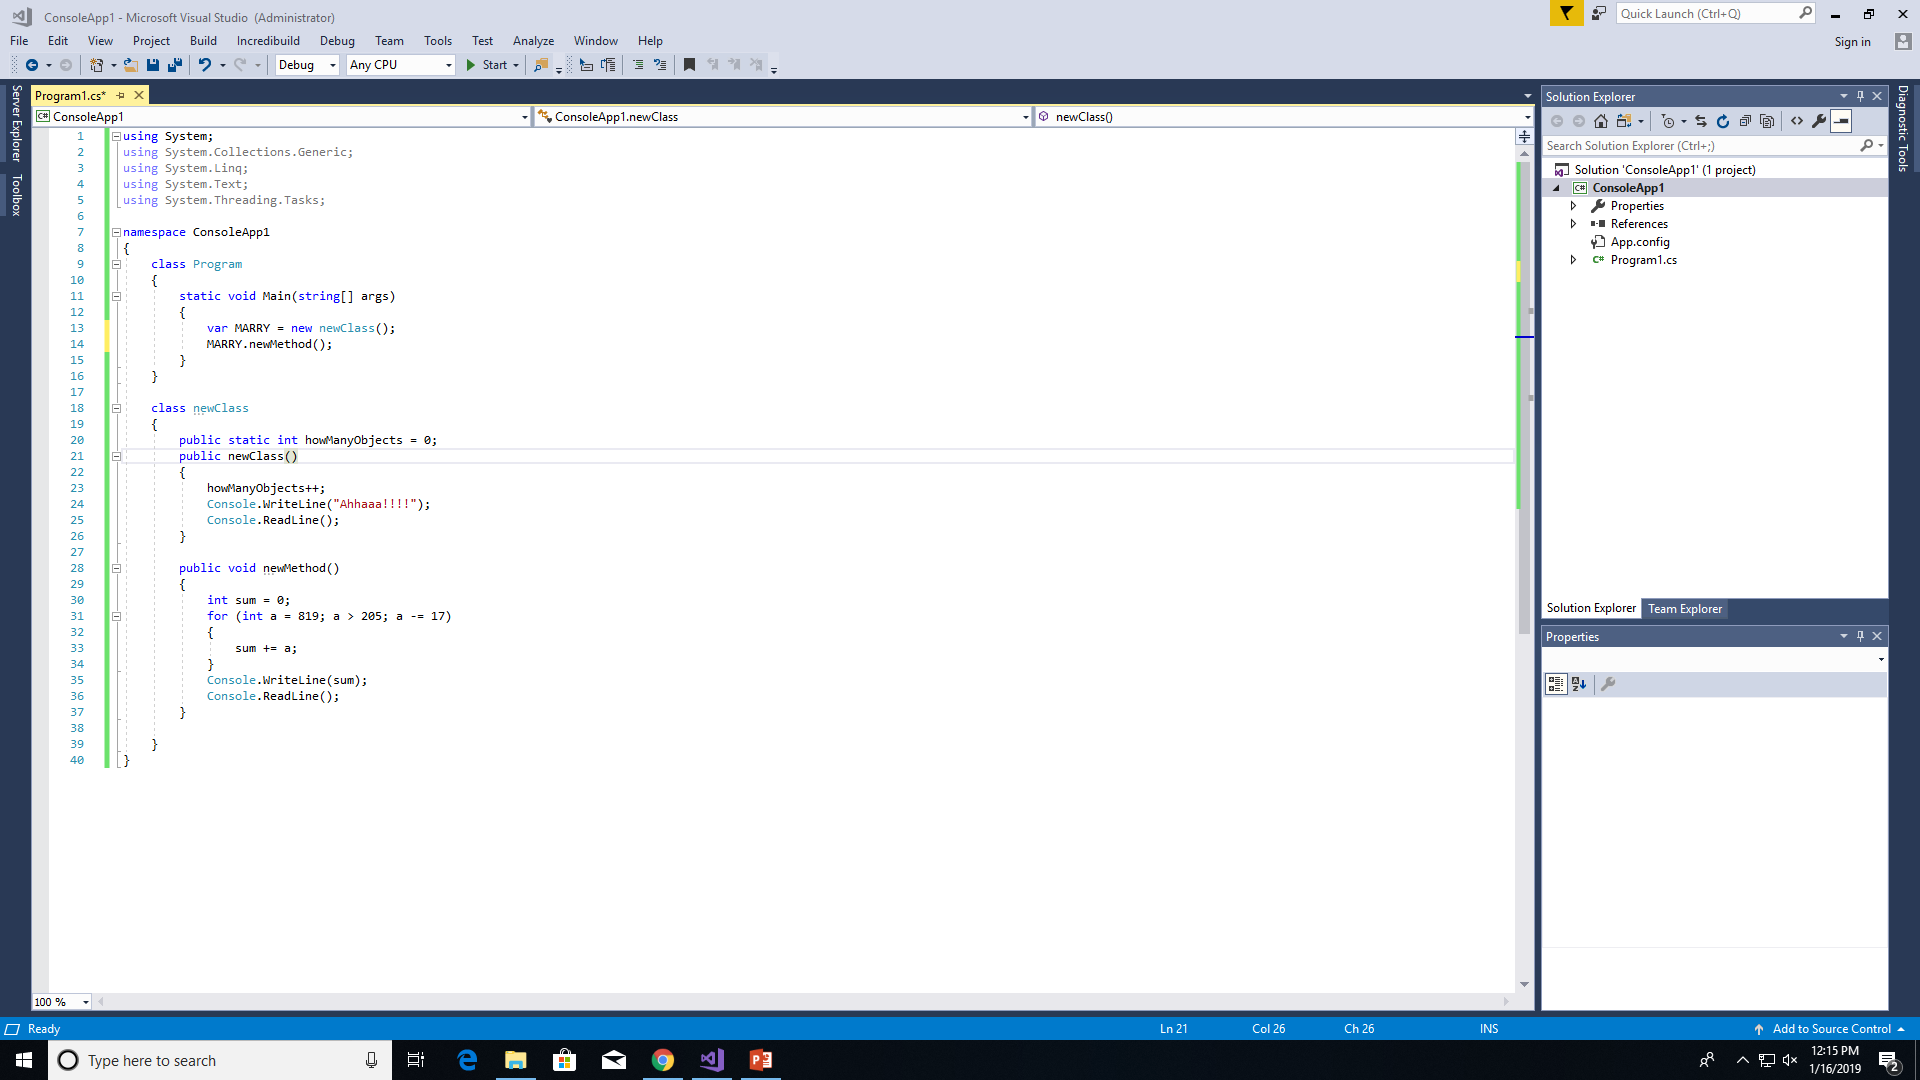 ConsoleApp1 - Microsoft Visual Studio (Administrator)
Quick Launch (Ctrl+Q)
File Edit View Project Build Incredibuild Debug Team Tools Test Analyze Window Help
Sign in
Debug Any CPU Start
Server Explorer
Toolbox
Program1.cs*
ConsoleApp1 ConsoleApp1.newClass newClass()
1 using System;
2 using System.Collections.Generic;
3 using System.Linq;
4 using System.Text;
5 using System.Threading.Tasks;
6
7 namespace ConsoleApp1
8 {
9 class Program
10 {
11 static void Main(string[] args)
12 {
13 var MARRY = new newClass();
14 MARRY.newMethod();
15 }
16 }
17
18 class newClass
19 {
20 public static int howManyObjects = 0;
21 public newClass()
22 {
23 howManyObjects++;
24 Console.WriteLine("Ahhaaa!!!!");
25 Console.ReadLine();
26 }
27
28 public void newMethod()
29 {
30 int sum = 0;
31 for (int a = 819; a > 205; a -= 17)
32 {
33 sum += a;
34 }
35 Console.WriteLine(sum);
36 Console.ReadLine();
37 }
38
39 }
40 }
100 %
Solution Explorer
Search Solution Explorer (Ctrl+;)
Solution 'ConsoleApp1' (1 project)
C# ConsoleApp1
Properties
References
App.config
C# Program1.cs
Solution Explorer Team Explorer
Properties
Diagnostic Tools
Ready Ln 21 Col 26 Ch 26 INS Add to Source Control
Type here to search
12:15 PM
1/16/2019
2